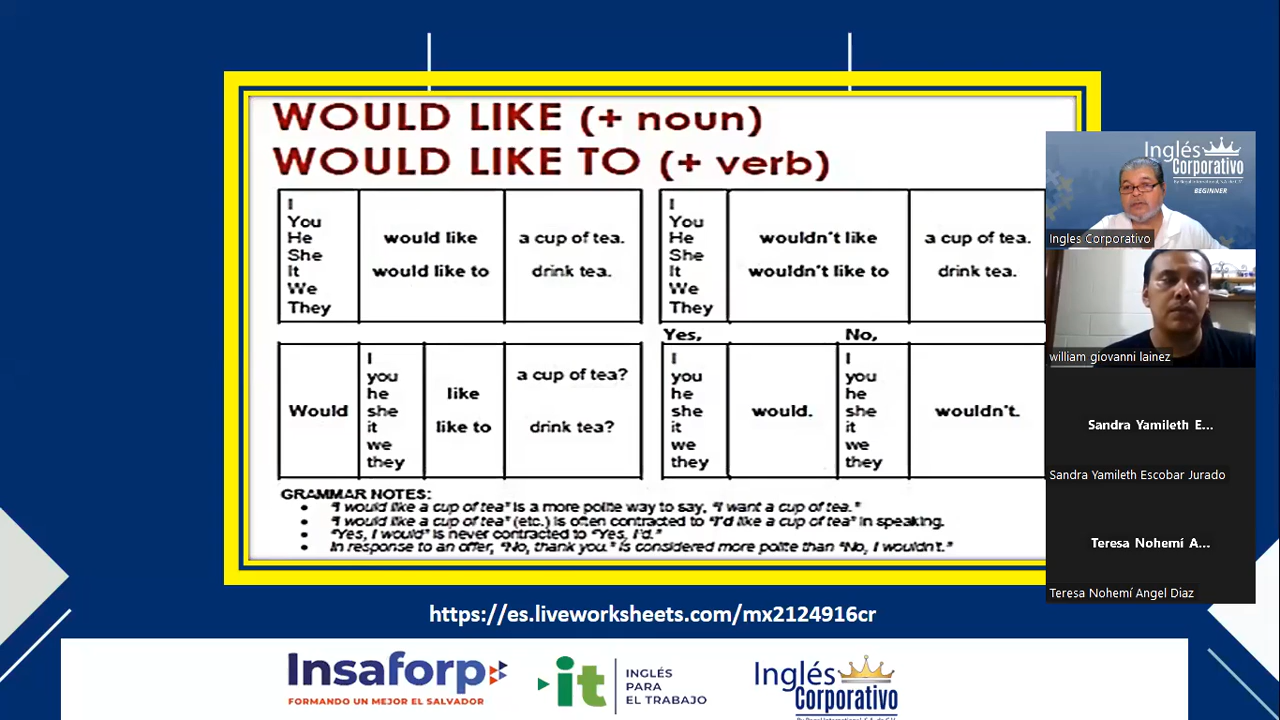 WOULD LIKE (+ noun)
WOULD LIKE TO (+ verb)
I
You
He
She
It
We
They
would like
would like to
a cup of tea.
drink tea.
I
You
He
She
It
We
They
wouldn't like
wouldn't like to
a cup of tea.
drink tea.
Would
I
you
he
she
it
we
they
like
like to
a cup of tea?
drink tea?
Yes,
I
you
he
she
it
we
they
would.
No,
I
you
he
she
it
we
they
wouldn't.
GRAMMAR NOTES:
• "I would like a cup of tea" is a more polite way to say, "I want a cup of tea."
• "I would like a cup of tea" (etc.) is often contracted to "I'd like a cup of tea" in speaking.
• "Yes, I would" is never contracted to "Yes, I'd."
• In response to an offer, "No, thank you." is considered more polite than "No, I wouldn't."
https://es.liveworksheets.com/mx2124916cr
Insaforp
FORMANDO UN MEJOR EL SALVADOR
it
INGLÉS
PARA
EL TRABAJO
Inglés
Corporativo
Inglés
Corporativo
BEGINNER
Ingles Corporativo
william giovanni lainez
Sandra Yamileth E...
Sandra Yamileth Escobar Jurado
Teresa Nohemí A...
Teresa Nohemí Angel Diaz